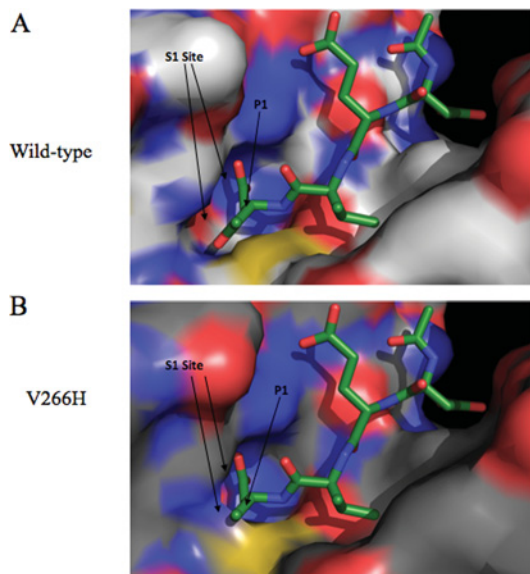 A
S1 Site
P1
Wild-type
B
S1 Site
P1
V266H